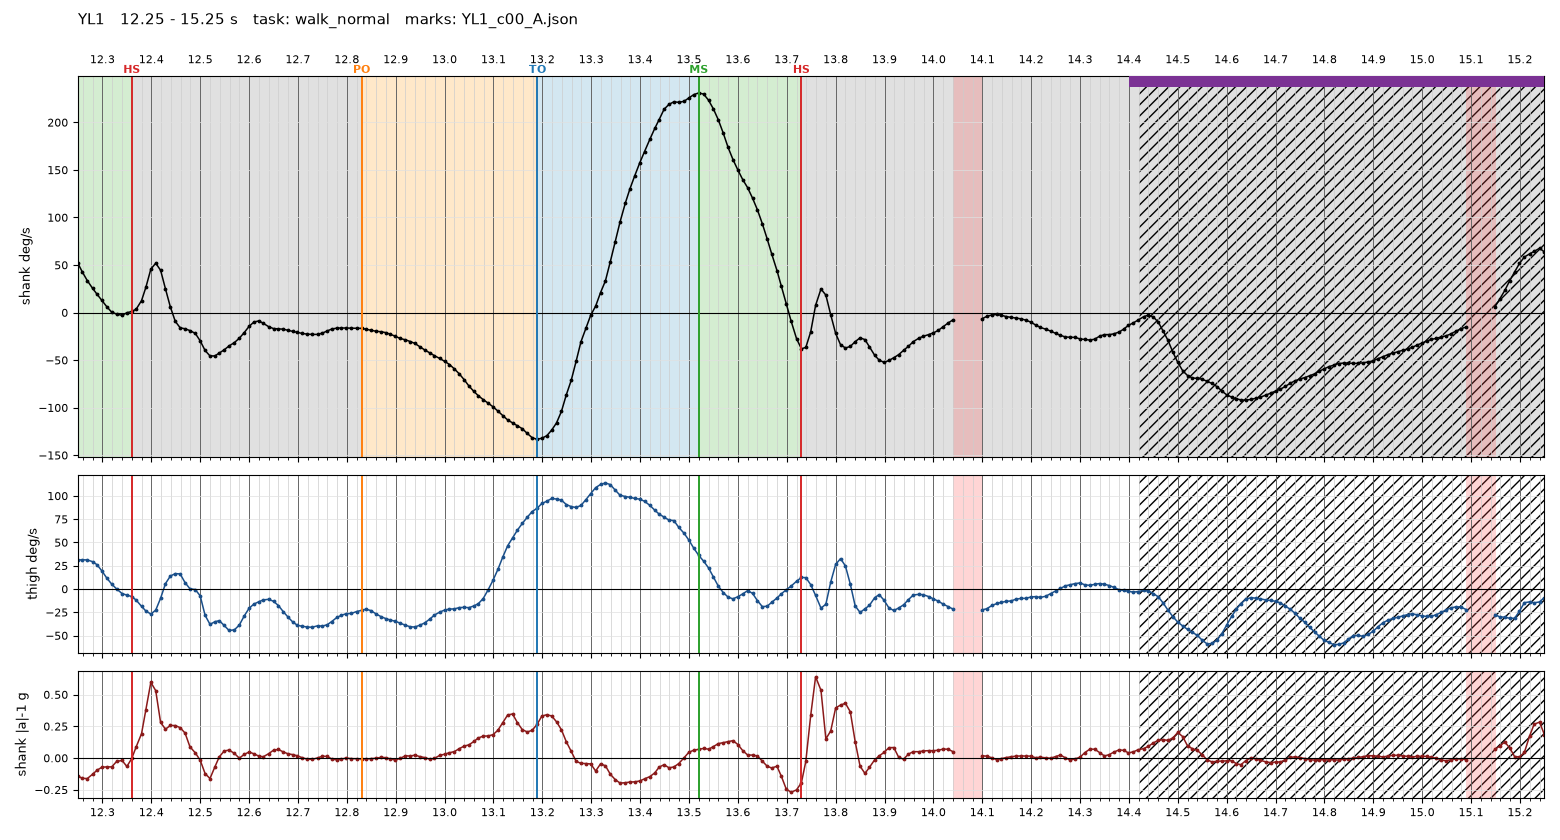 YL1   12.25 - 15.25 s   task: walk_normal   marks: YL1_c00_A.json
12.3 12.4 12.5 12.6 12.7 12.8 12.9 13.0 13.1 13.2 13.3 13.4 13.5 13.6 13.7 13.8 13.9 14.0 14.1 14.2 14.3 14.4 14.5 14.6 14.7 14.8 14.9 15.0 15.1 15.2
HS PO TO MS HS
shank deg/s
200
150
100
50
0
−50
−100
−150
thigh deg/s
100
75
50
25
0
−25
−50
shank |a|-1 g
0.50
0.25
0.00
−0.25
12.3 12.4 12.5 12.6 12.7 12.8 12.9 13.0 13.1 13.2 13.3 13.4 13.5 13.6 13.7 13.8 13.9 14.0 14.1 14.2 14.3 14.4 14.5 14.6 14.7 14.8 14.9 15.0 15.1 15.2